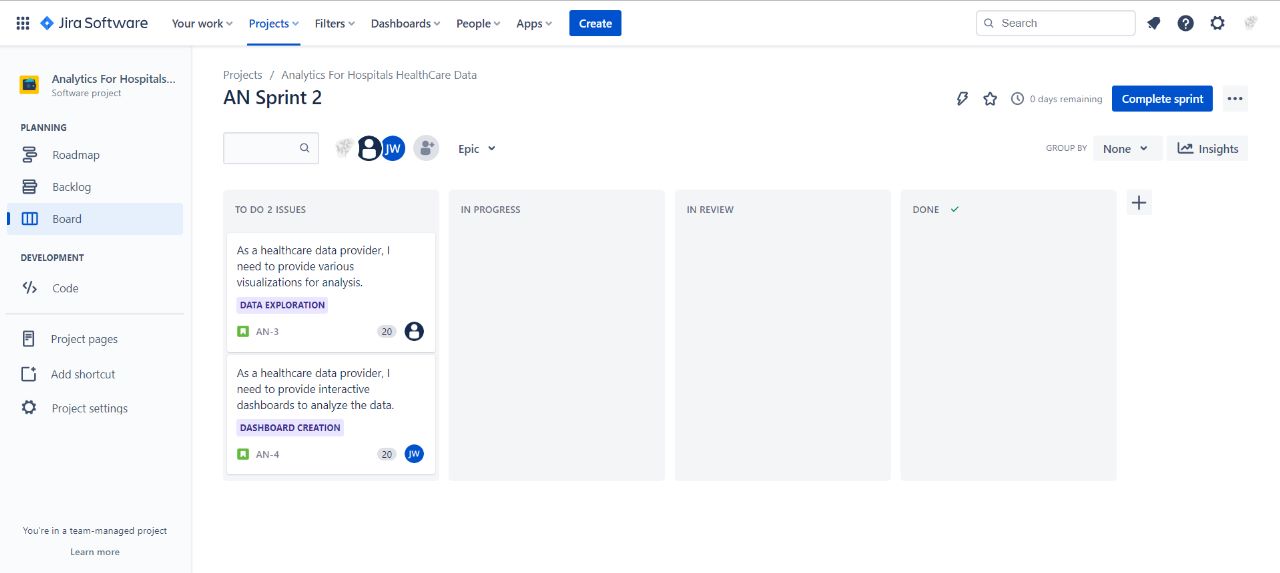 Jira Software Your work Projects Filters Dashboards People Apps Create Search
Analytics For Hospitals...
Software project
PLANNING
Roadmap
Backlog
Board
DEVELOPMENT
Code
Project pages
Add shortcut
Project settings
You're in a team-managed project
Learn more
Projects / Analytics For Hospitals HealthCare Data
AN Sprint 2
0 days remaining Complete sprint
JW Epic GROUP BY None Insights
TO DO 2 ISSUES IN PROGRESS IN REVIEW DONE
As a healthcare data provider, I
need to provide various
visualizations for analysis.
DATA EXPLORATION
AN-3 20
As a healthcare data provider, I
need to provide interactive
dashboards to analyze the data.
DASHBOARD CREATION
AN-4 20 JW